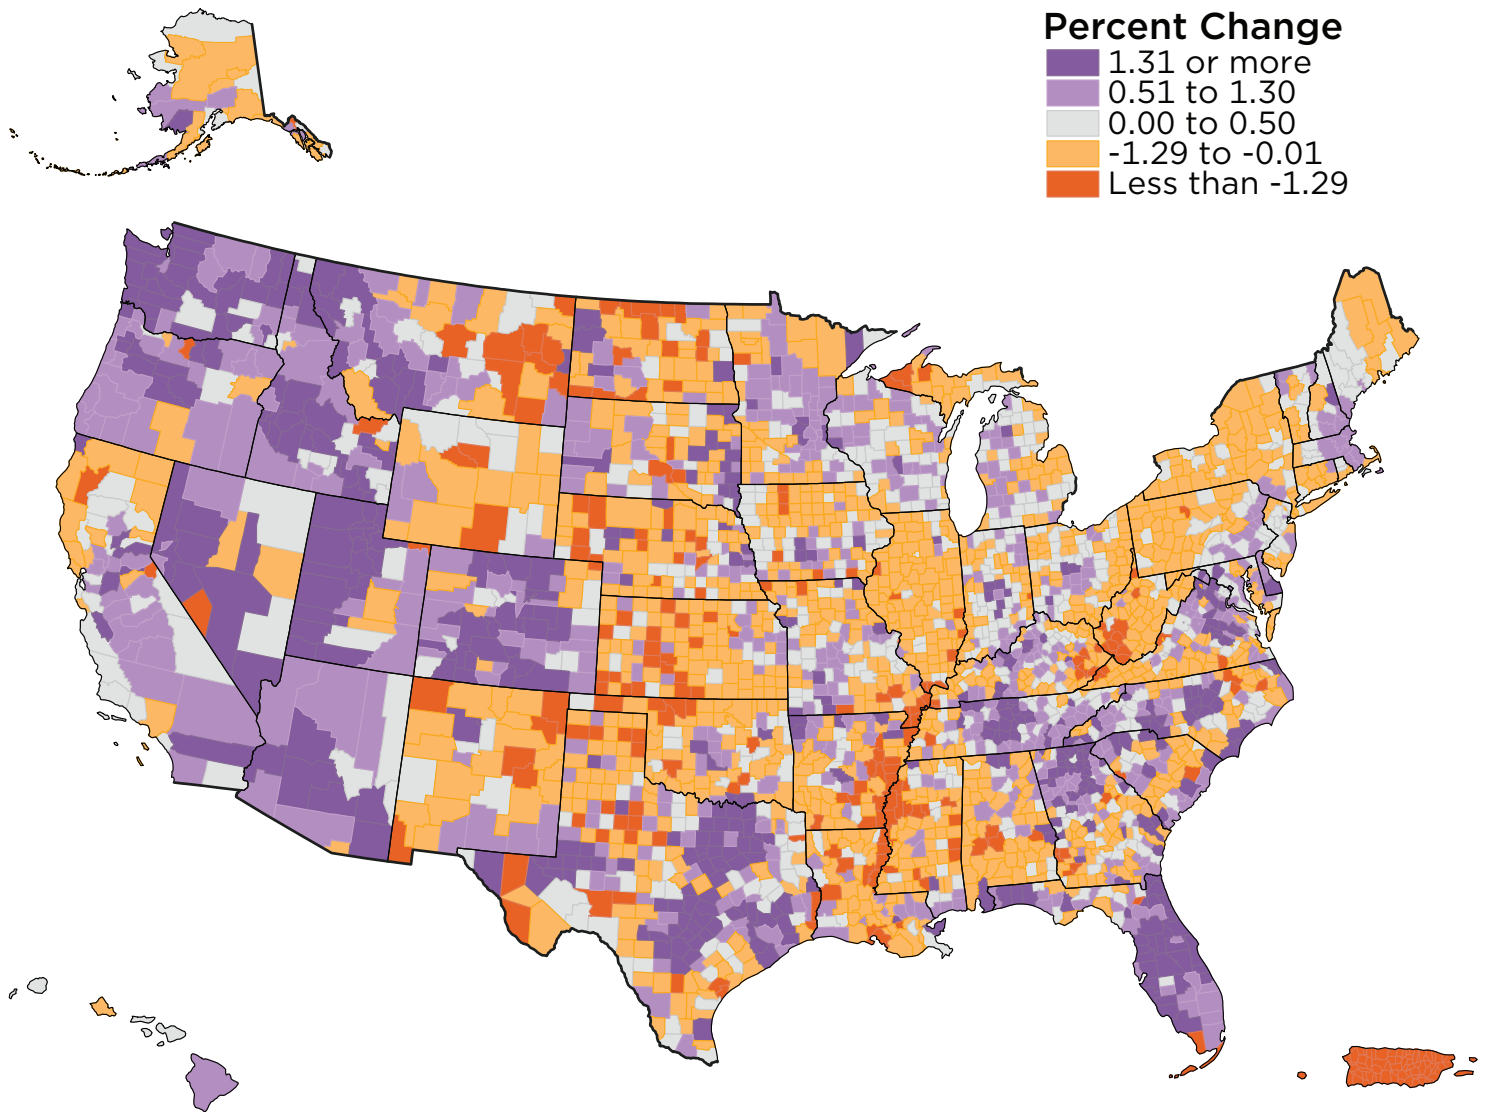 Percent Change
1.31 or more
0.51 to 1.30
0.00 to 0.50
-1.29 to -0.01
Less than -1.29